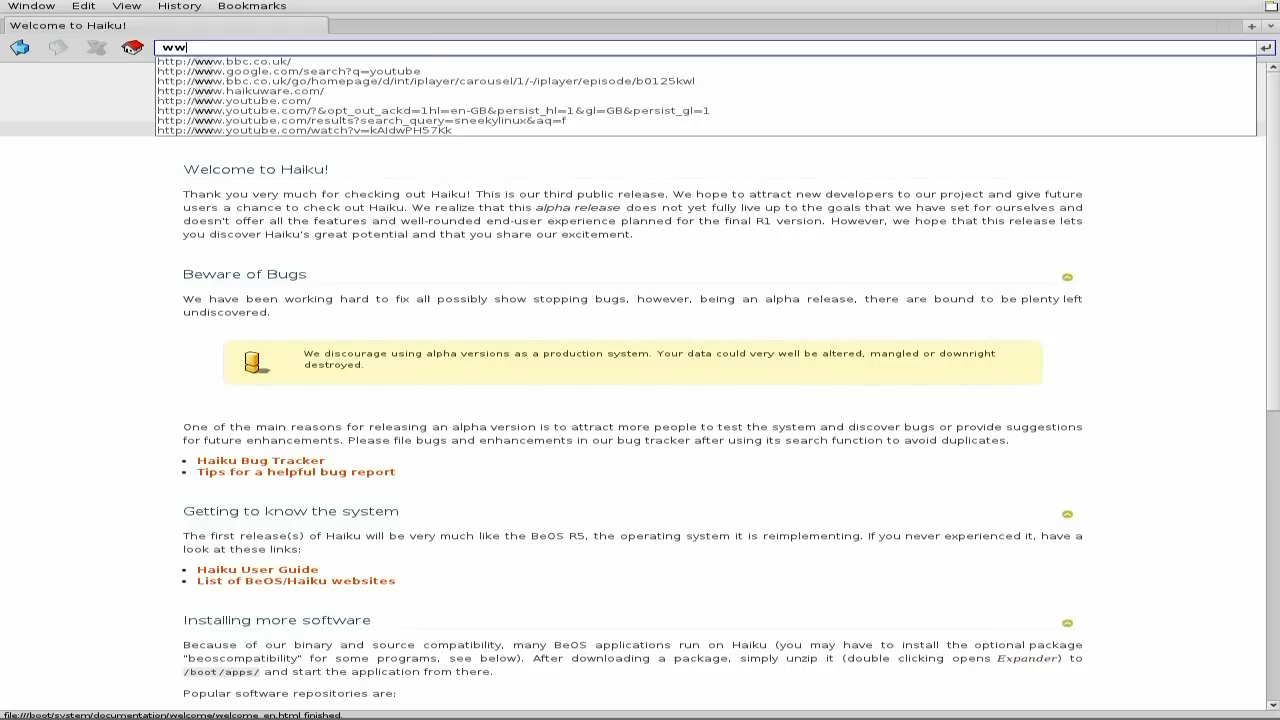 Window Edit View History Bookmarks
Welcome to Haiku!
ww
http://www.bbc.co.uk/
http://www.google.com/search?q=youtube
http://www.bbc.co.uk/go/homepage/d/int/iplayer/carousel/1/-/iplayer/episode/b0125kwl
http://www.haikuware.com/
http://www.youtube.com/
http://www.youtube.com/?&opt_out_ackd=1hl=en-GB&persist_hl=1&gl=GB&persist_gl=1
http://www.youtube.com/results?search_query=sneekylinux&aq=f
http://www.youtube.com/watch?v=kAIdwPH57Kk
Welcome to Haiku!
Thank you very much for checking out Haiku! This is our third public release. We hope to attract new developers to our project and give future
users a chance to check out Haiku. We realize that this alpha release does not yet fully live up to the goals that we have set for ourselves and
doesn't offer all the features and well-rounded end-user experience planned for the final R1 version. However, we hope that this release lets
you discover Haiku's great potential and that you share our excitement.
Beware of Bugs
We have been working hard to fix all possibly show stopping bugs, however, being an alpha release, there are bound to be plenty left
undiscovered.
We discourage using alpha versions as a production system. Your data could very well be altered, mangled or downright
destroyed.
One of the main reasons for releasing an alpha version is to attract more people to test the system and discover bugs or provide suggestions
for future enhancements. Please file bugs and enhancements in our bug tracker after using its search function to avoid duplicates.
Haiku Bug Tracker
Tips for a helpful bug report
Getting to know the system
The first release(s) of Haiku will be very much like the BeOS R5, the operating system it is reimplementing. If you never experienced it, have a
look at these links:
Haiku User Guide
List of BeOS/Haiku websites
Installing more software
Because of our binary and source compatibility, many BeOS applications run on Haiku (you may have to install the optional package
"beoscompatibility" for some programs, see below). After downloading a package, simply unzip it (double clicking opens Expander) to
/boot/apps/ and start the application from there.
Popular software repositories are:
file:///boot/system/documentation/welcome/welcome_en.html finished.